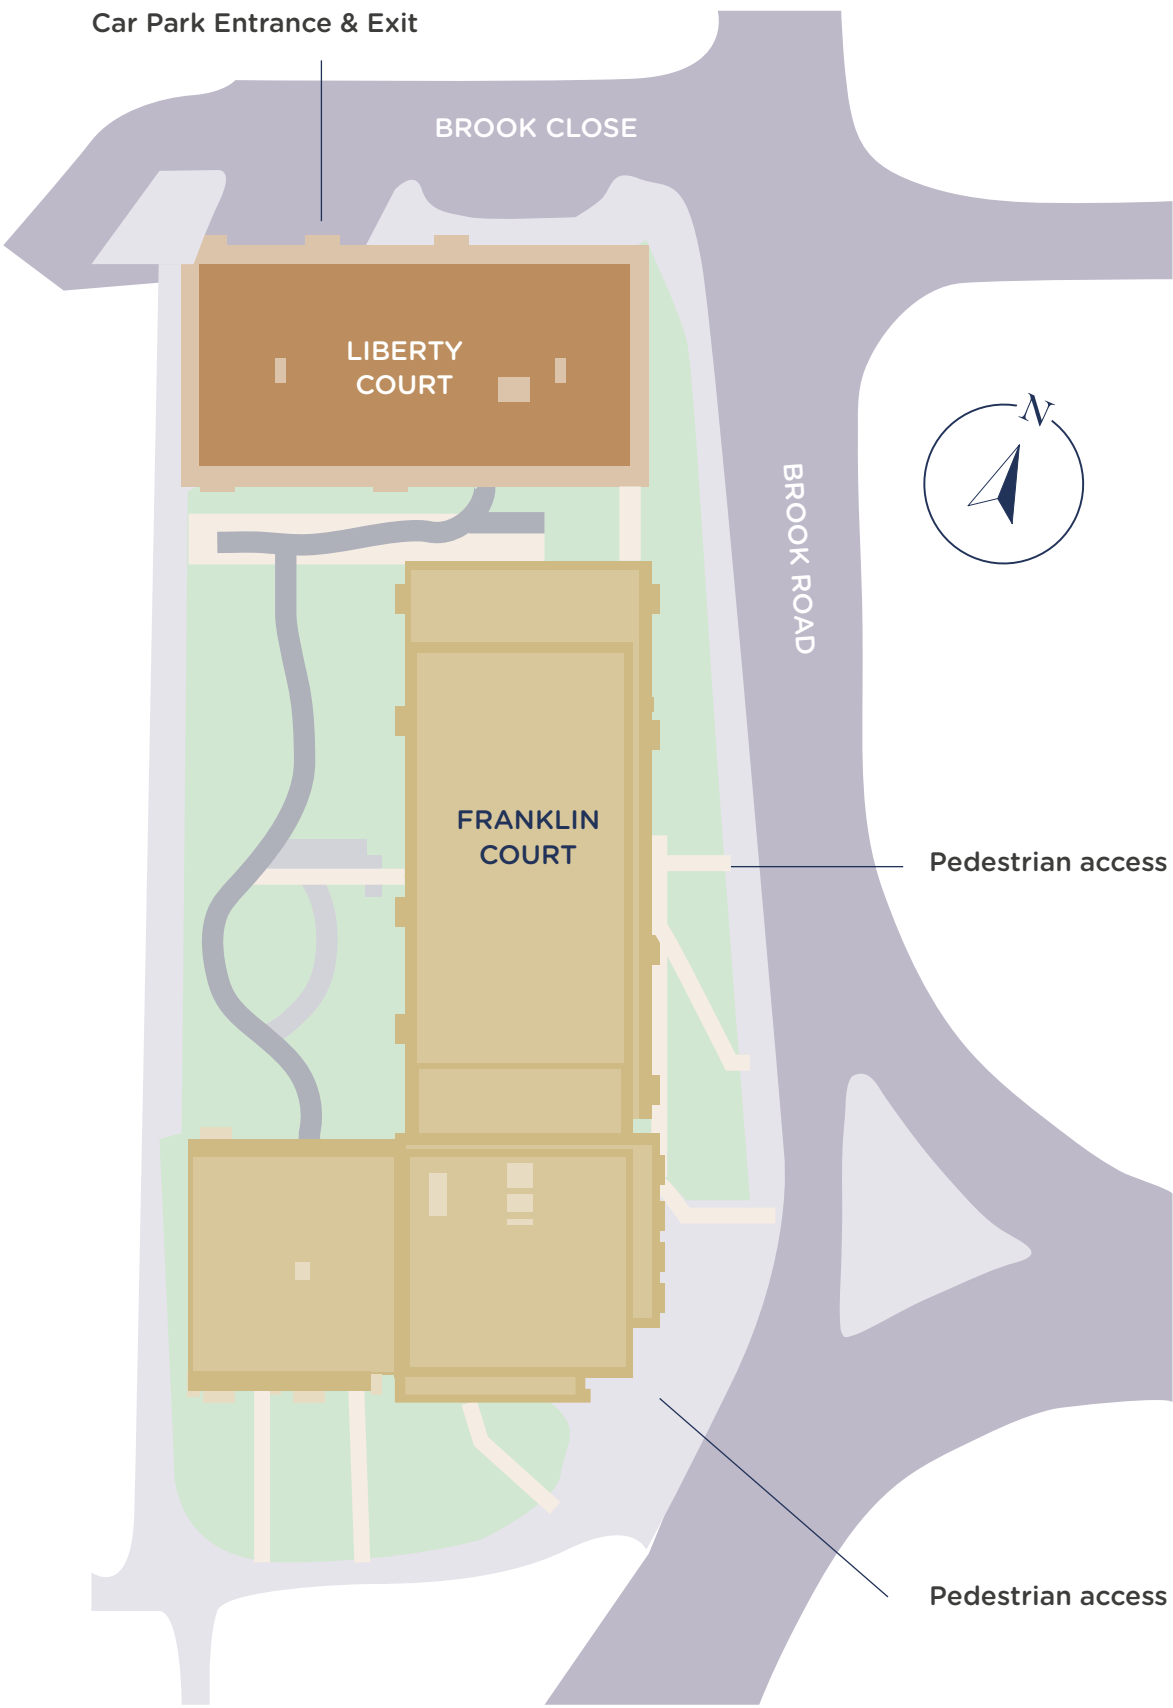 Car Park Entrance & Exit
BROOK CLOSE
LIBERTY
COURT
N
BROOK ROAD
FRANKLIN
COURT
Pedestrian access
Pedestrian access